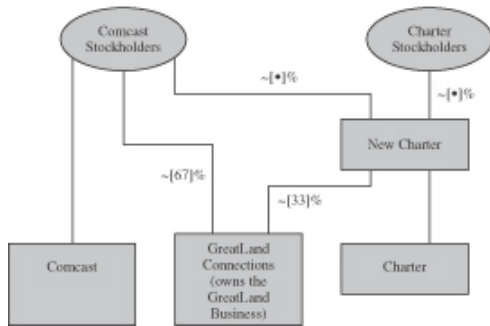 Comcast
Stockholders
Charter
Stockholders
~[•]%
~[•]%
New Charter
~[67]%
~[33]%
Comcast
GreatLand
Connections
(owns the
GreatLand
Business)
Charter